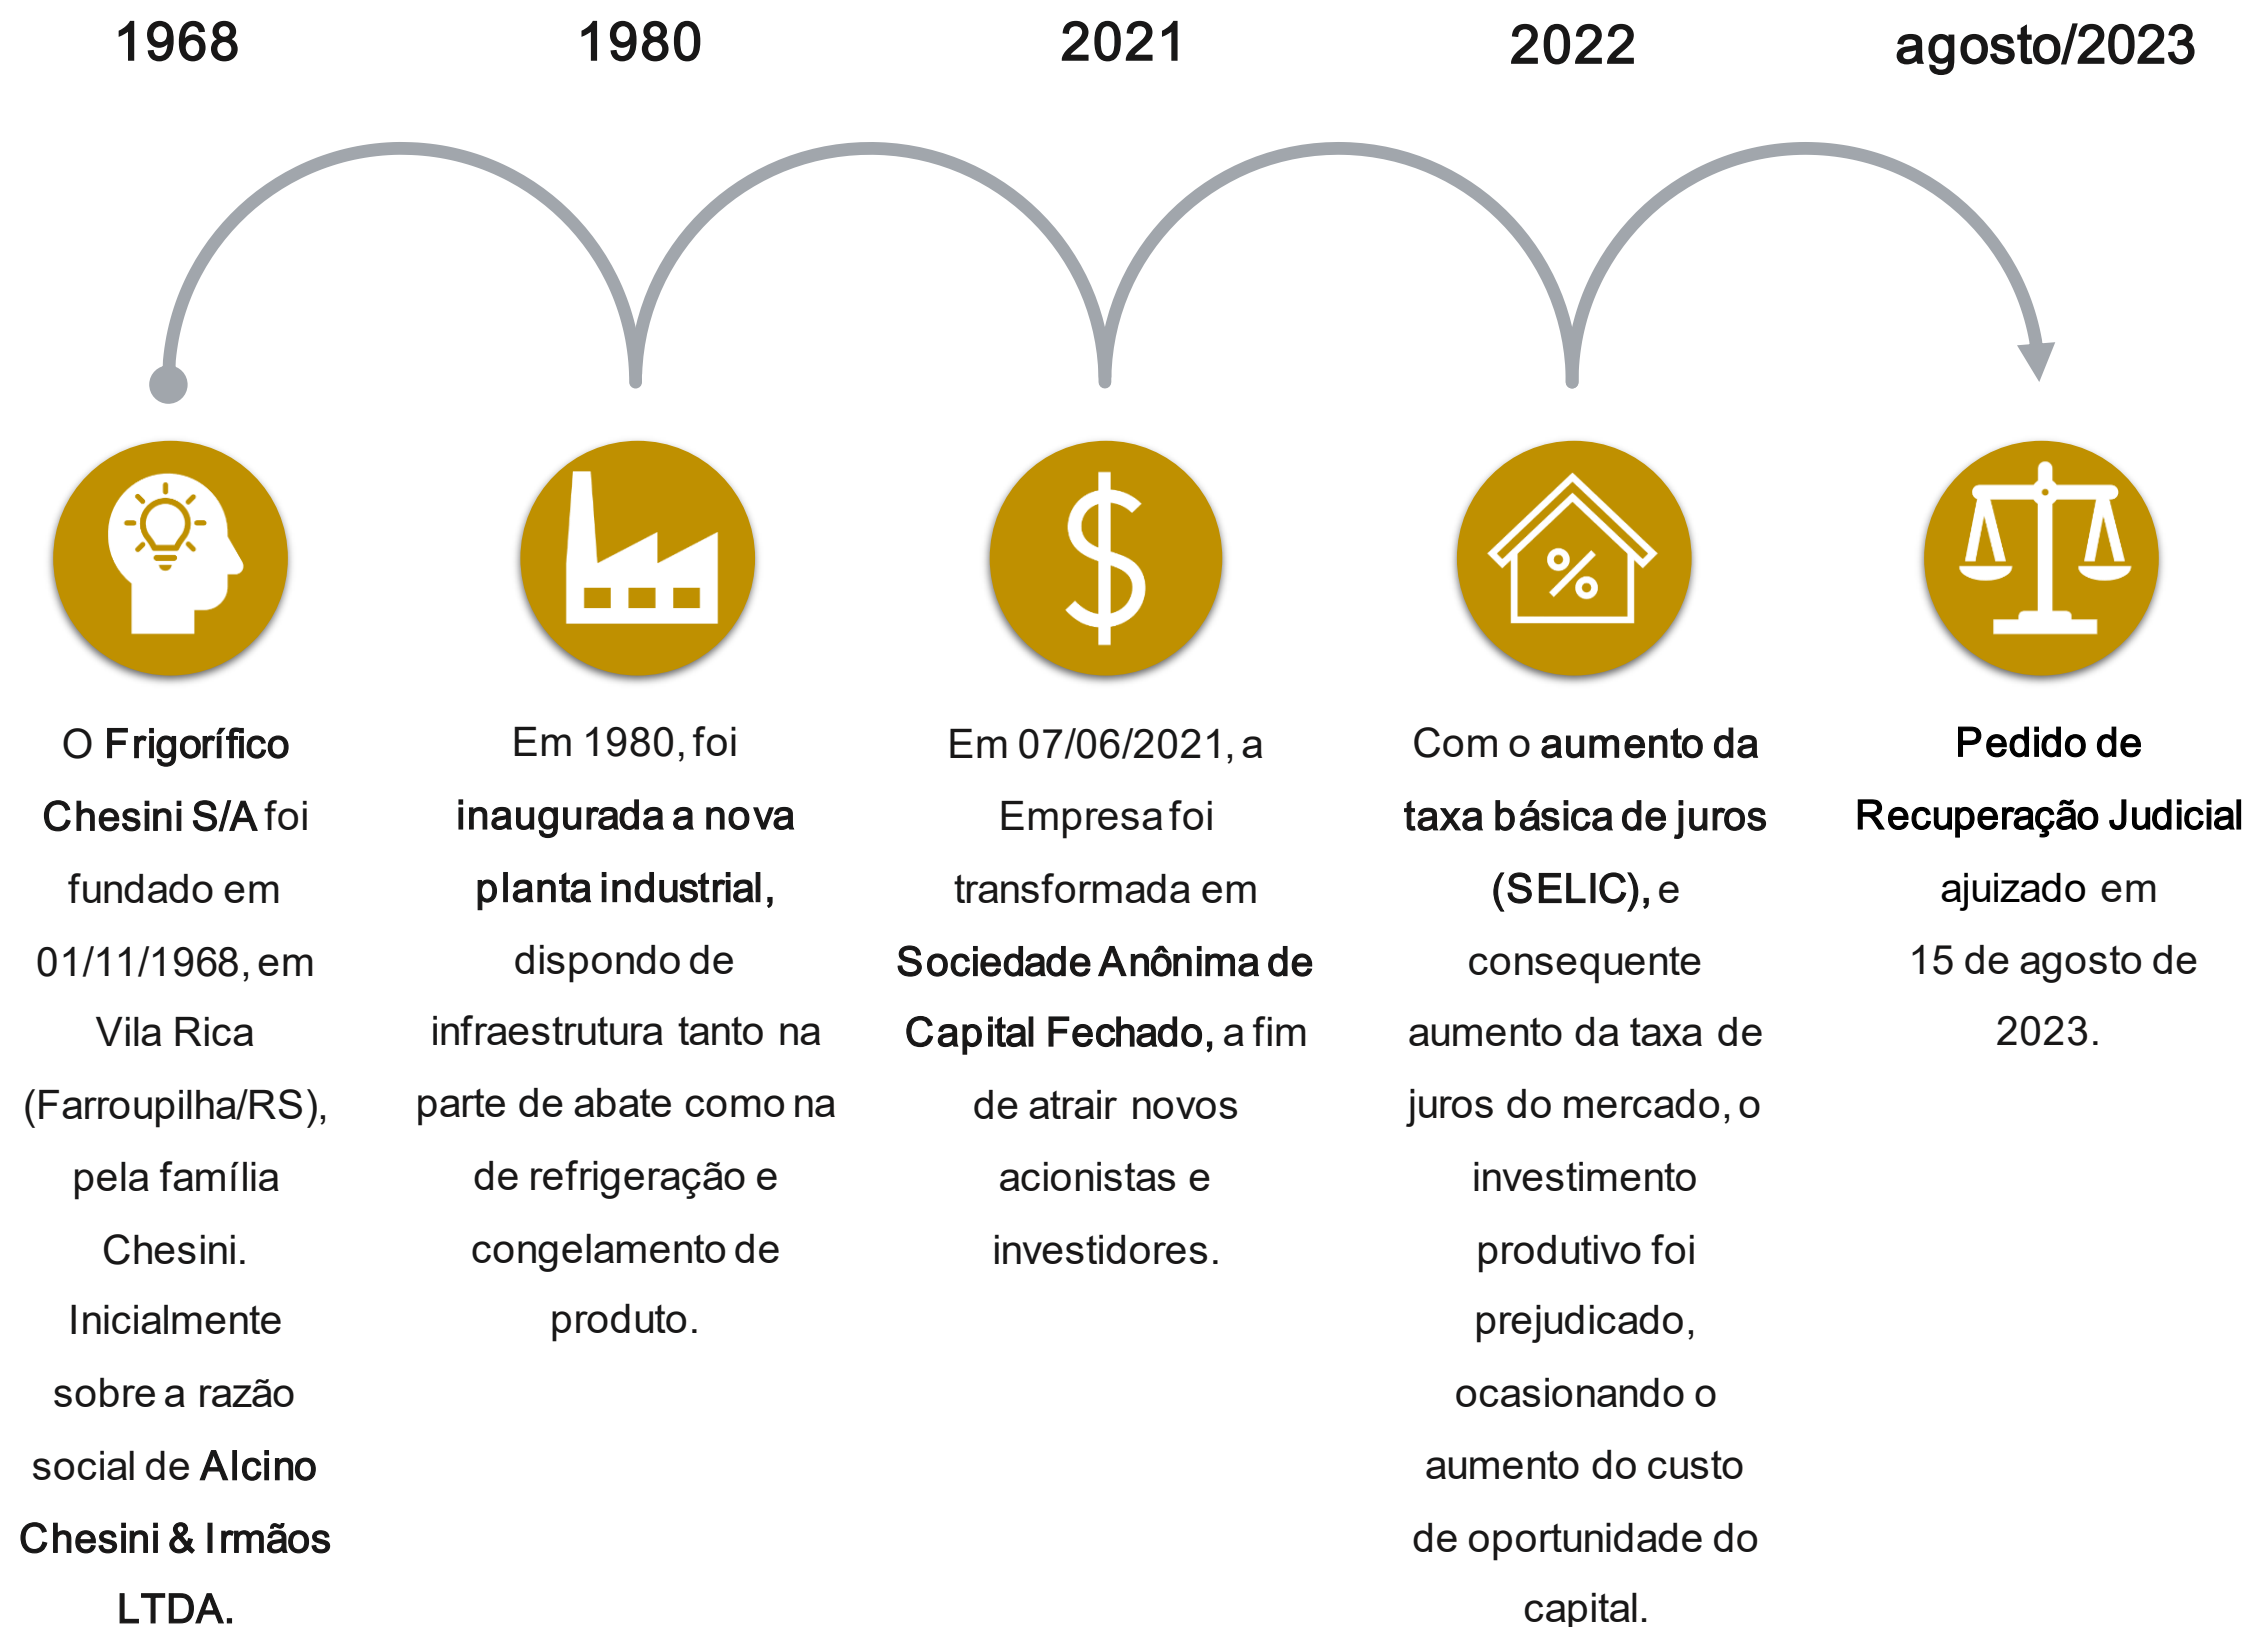 1968
1980
2021
2022
agosto/2023
O Frigorífico
Chesini S/A foi
fundado em
01/11/1968, em
Vila Rica
(Farroupilha/RS),
pela família
Chesini.
Inicialmente
sobre a razão
social de Alcino
Chesini & Irmãos
LTDA.
Em 1980, foi
inaugurada a nova
planta industrial,
dispondo de
infraestrutura tanto na
parte de abate como na
de refrigeração e
congelamento de
produto.
Em 07/06/2021, a
Empresa foi
transformada em
Sociedade Anônima de
Capital Fechado, a fim
de atrair novos
acionistas e
investidores.
Com o aumento da
taxa básica de juros
(SELIC), e
consequente
aumento da taxa de
juros do mercado, o
investimento
produtivo foi
prejudicado,
ocasionando o
aumento do custo
de oportunidade do
capital.
Pedido de
Recuperação Judicial
ajuizado em
15 de agosto de
2023.